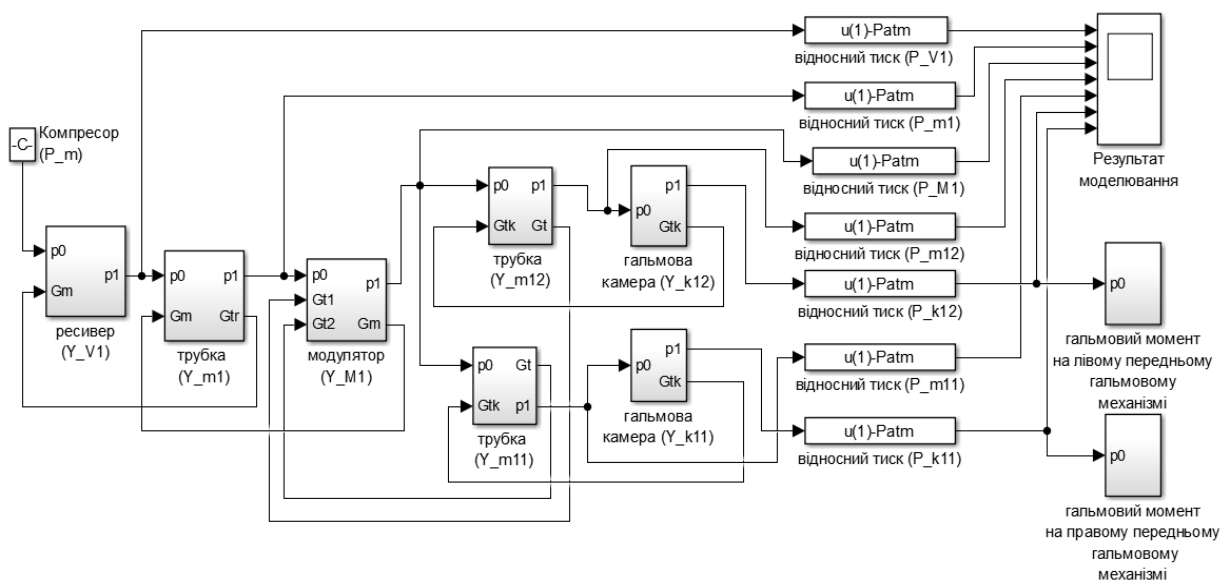 u(1)-Patm
відносний тиск (P_V1)
u(1)-Patm
відносний тиск (P_m1)
u(1)-Patm
відносний тиск (P_M1)
u(1)-Patm
відносний тиск (P_m12)
u(1)-Patm
відносний тиск (P_k12)
u(1)-Patm
відносний тиск (P_m11)
u(1)-Patm
відносний тиск (P_k11)
Результат
моделювання
-C-
Компресор
(P_m)
p0
Gm
p1
ресивер
(Y_V1)
p0
Gm
p1
Gtr
трубка
(Y_m1)
p0
Gt1
Gt2
p1
Gm
модулятор
(Y_M1)
p0
Gtk
p1
Gt
трубка
(Y_m12)
p0
p1
Gtk
гальмова
камера (Y_k12)
p0
Gtk
Gt
p1
трубка
(Y_m11)
p0
p1
Gtk
гальмова
камера (Y_k11)
p0
гальмовий момент
на лівому передньому
гальмовому
механізмі
p0
гальмовий момент
на правому передньому
гальмовому
механізмі